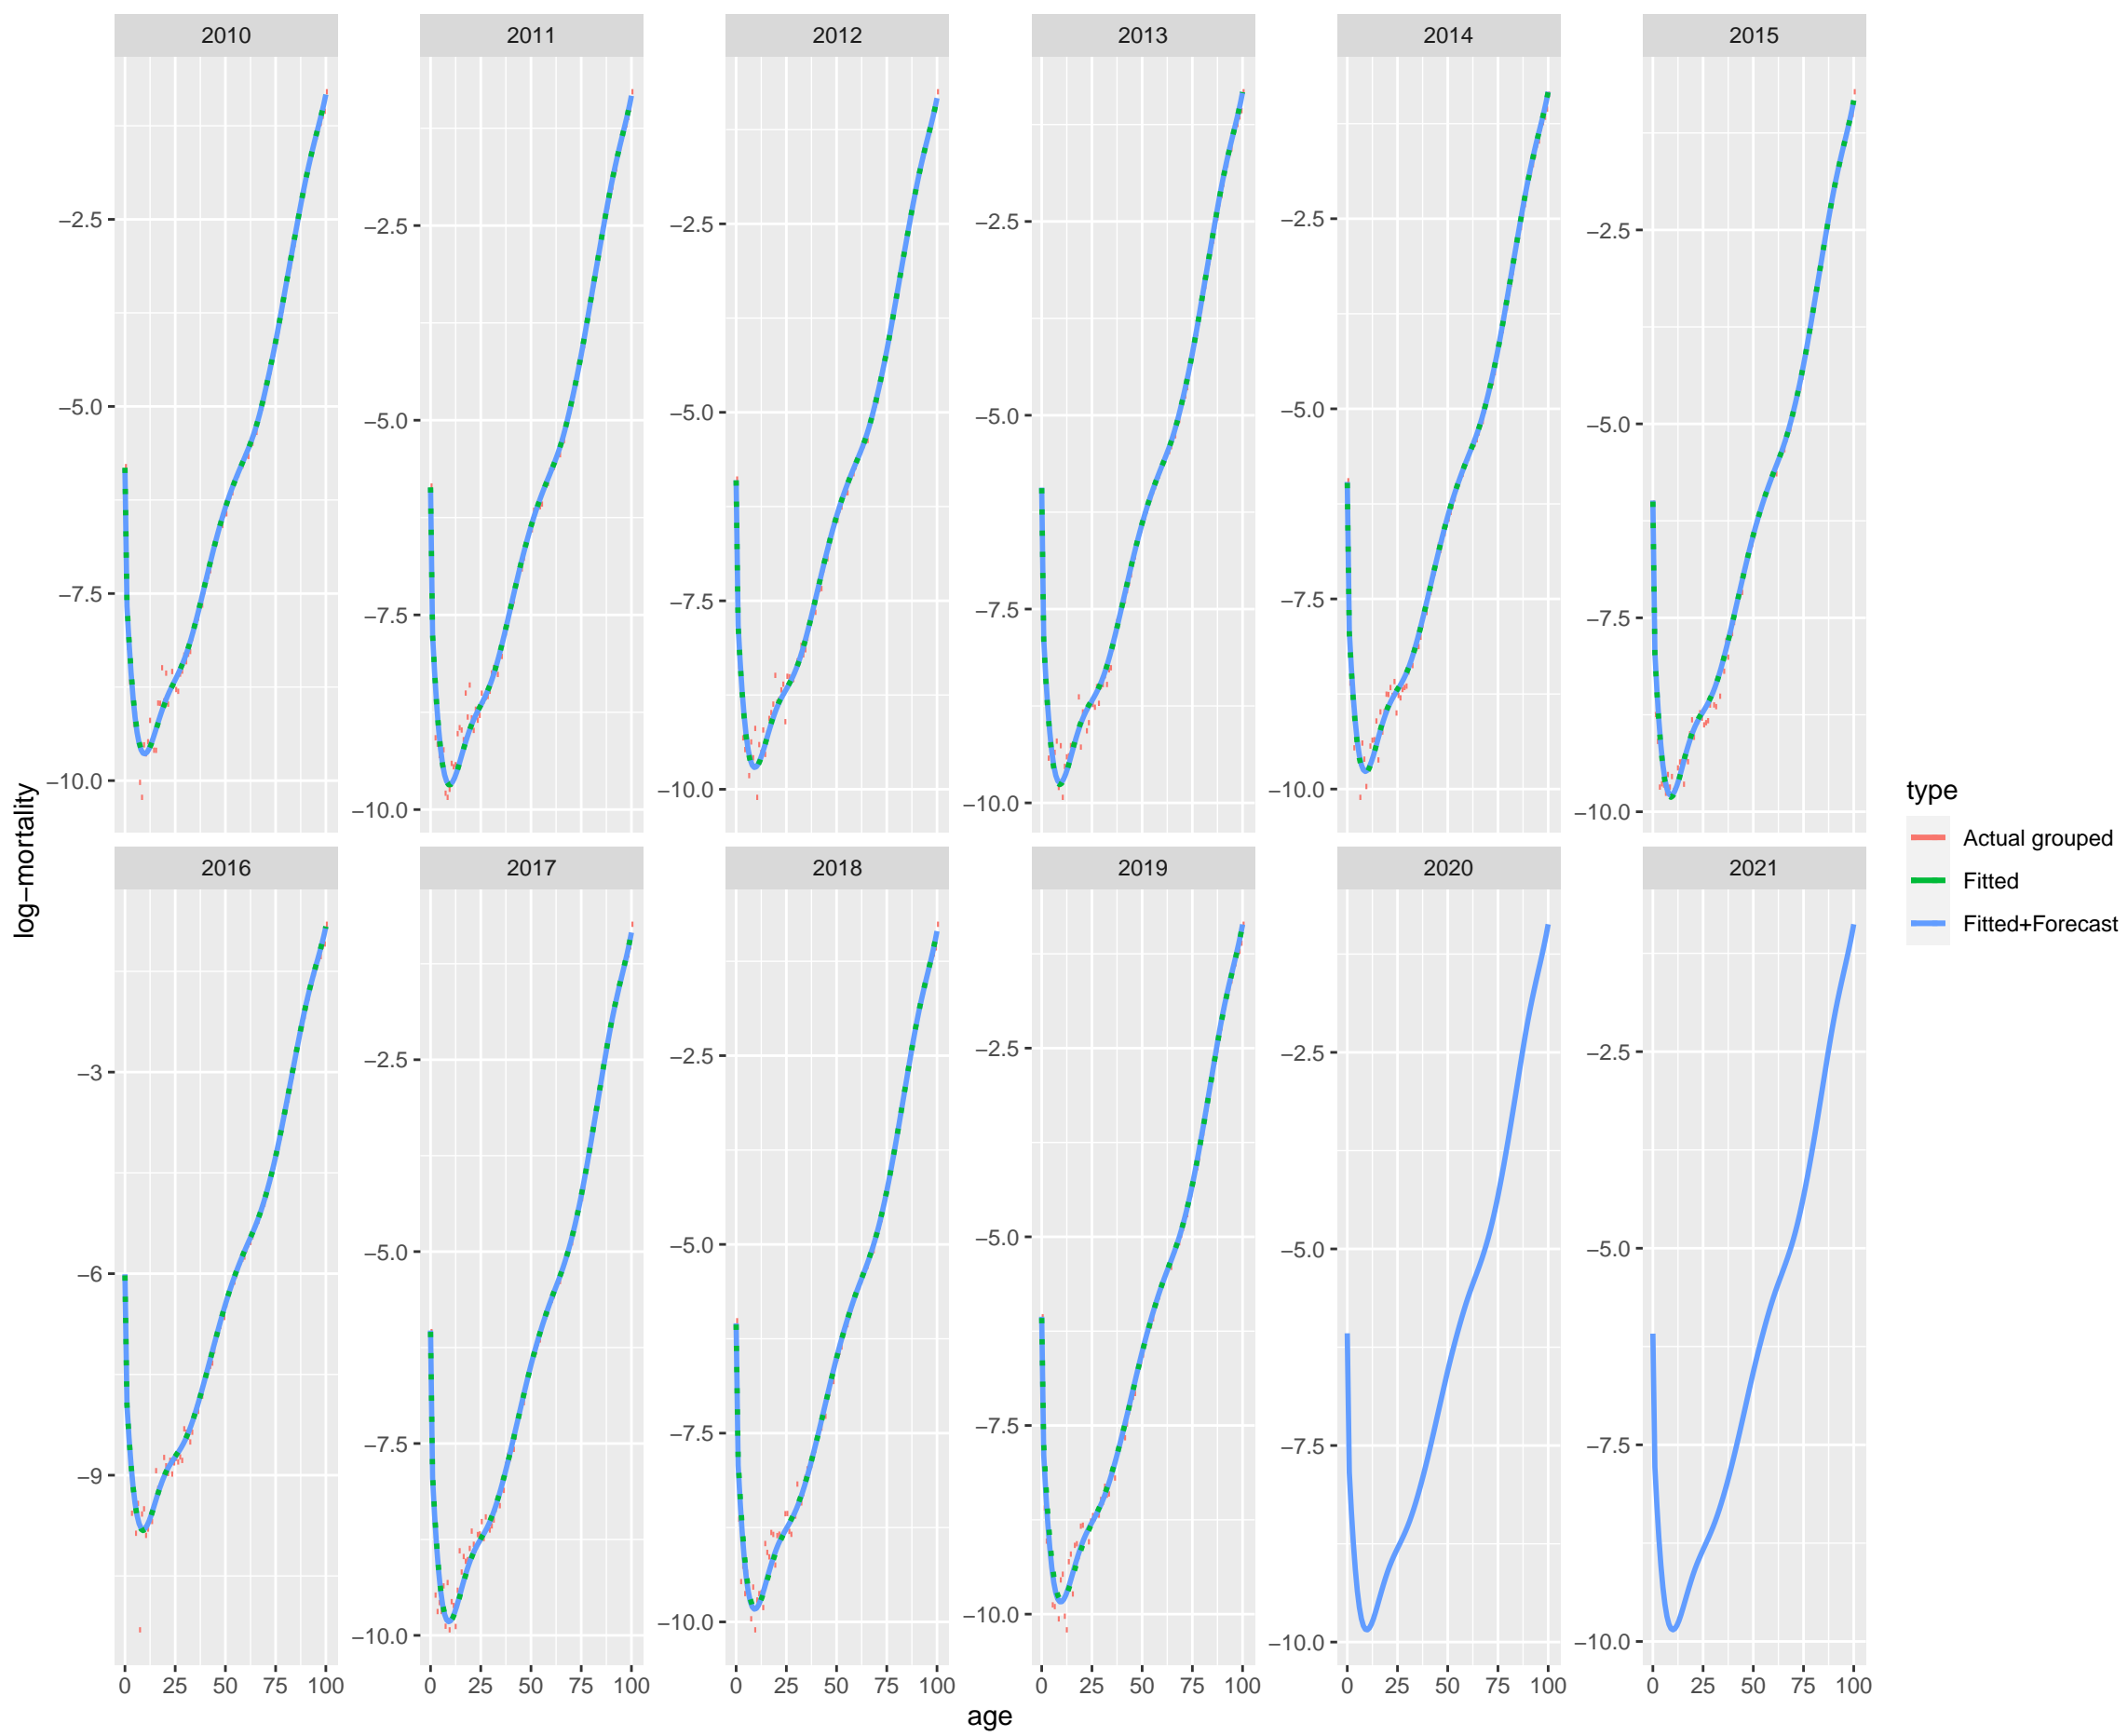 2010 2011 2012 2013 2014 2015
−2.5 −5.0 −7.5 −10.0
−2.5 −5.0 −7.5 −10.0
−2.5 −5.0 −7.5 −10.0
−2.5 −5.0 −7.5 −10.0
−2.5 −5.0 −7.5 −10.0
−2.5 −5.0 −7.5 −10.0
2016 2017 2018 2019 2020 2021
−3 −6 −9
−2.5 −5.0 −7.5 −10.0
−2.5 −5.0 −7.5 −10.0
−2.5 −5.0 −7.5 −10.0
−2.5 −5.0 −7.5 −10.0
−2.5 −5.0 −7.5 −10.0
0 25 50 75 100 0 25 50 75 100 0 25 50 75 100 0 25 50 75 100 0 25 50 75 100 0 25 50 75 100
age
log−mortality
type
Actual grouped
Fitted
Fitted+Forecast